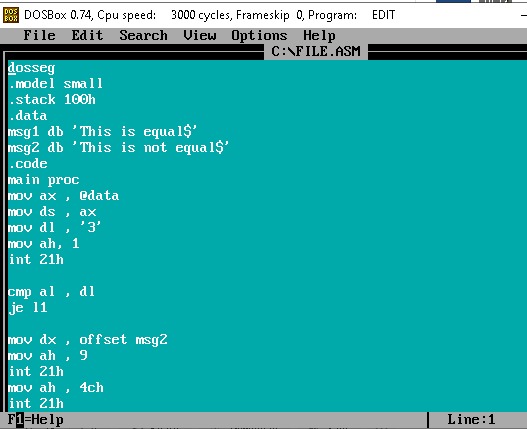 DOSBox 0.74, Cpu speed: 3000 cycles, Frameskip 0, Program: EDIT
File Edit Search View Options Help
C:\FILE.ASM
dosseg
.model small
.stack 100h
.data
msg1 db 'This is equal$'
msg2 db 'This is not equal$'
.code
main proc
mov ax , @data
mov ds , ax
mov dl , '3'
mov ah, 1
int 21h
cmp al , dl
je l1
mov dx , offset msg2
mov ah , 9
int 21h
mov ah , 4ch
int 21h
F1=Help Line:1